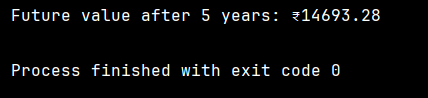 Future value after 5 years: ₹14693.28
Process finished with exit code 0